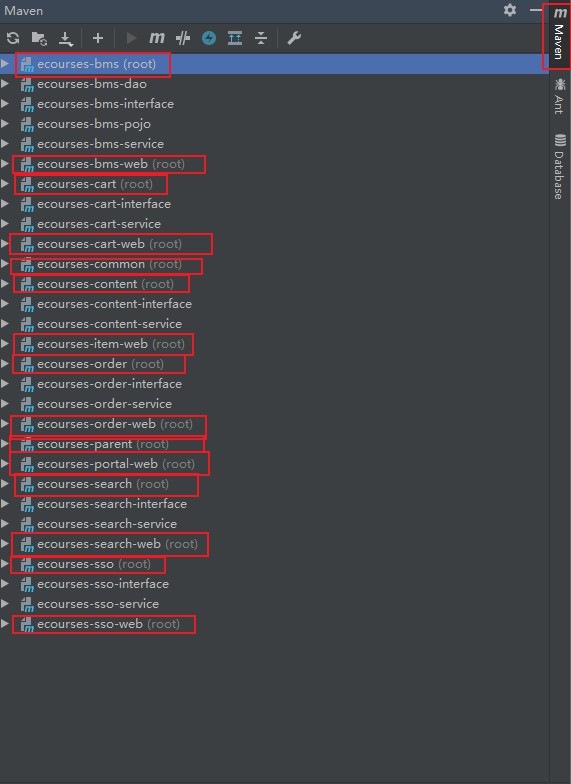 Maven
ecourses-bms (root)
ecourses-bms-dao
ecourses-bms-interface
ecourses-bms-pojo
ecourses-bms-service
ecourses-bms-web (root)
ecourses-cart (root)
ecourses-cart-interface
ecourses-cart-service
ecourses-cart-web (root)
ecourses-common (root)
ecourses-content (root)
ecourses-content-interface
ecourses-content-service
ecourses-item-web (root)
ecourses-order (root)
ecourses-order-interface
ecourses-order-service
ecourses-order-web (root)
ecourses-parent (root)
ecourses-portal-web (root)
ecourses-search (root)
ecourses-search-interface
ecourses-search-service
ecourses-search-web (root)
ecourses-sso (root)
ecourses-sso-interface
ecourses-sso-service
ecourses-sso-web (root)
Maven
Ant
Database